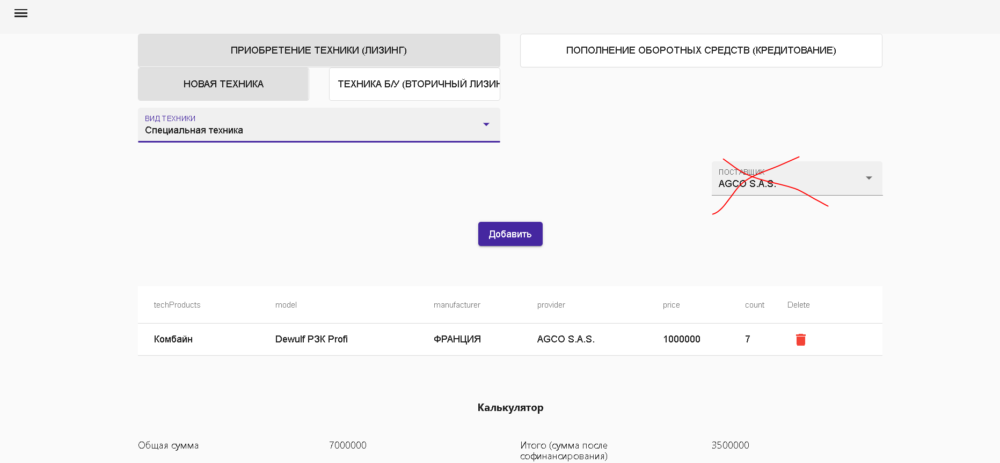 ПРИОБРЕТЕНИЕ ТЕХНИКИ (ЛИЗИНГ)
ПОПОЛНЕНИЕ ОБОРОТНЫХ СРЕДСТВ (КРЕДИТОВАНИЕ)
НОВАЯ ТЕХНИКА
ТЕХНИКА Б/У (ВТОРИЧНЫЙ ЛИЗИН
ВИД ТЕХНИКИ
Специальная техника
ПОСТАВЩИК
AGCO S.A.S.
Добавить
techProducts model manufacturer provider price count Delete
Комбайн Dewulf РЗК Profi ФРАНЦИЯ AGCO S.A.S. 1000000 7
Калькулятор
Общая сумма 7000000 Итого (сумма после 3500000
софинансирования)